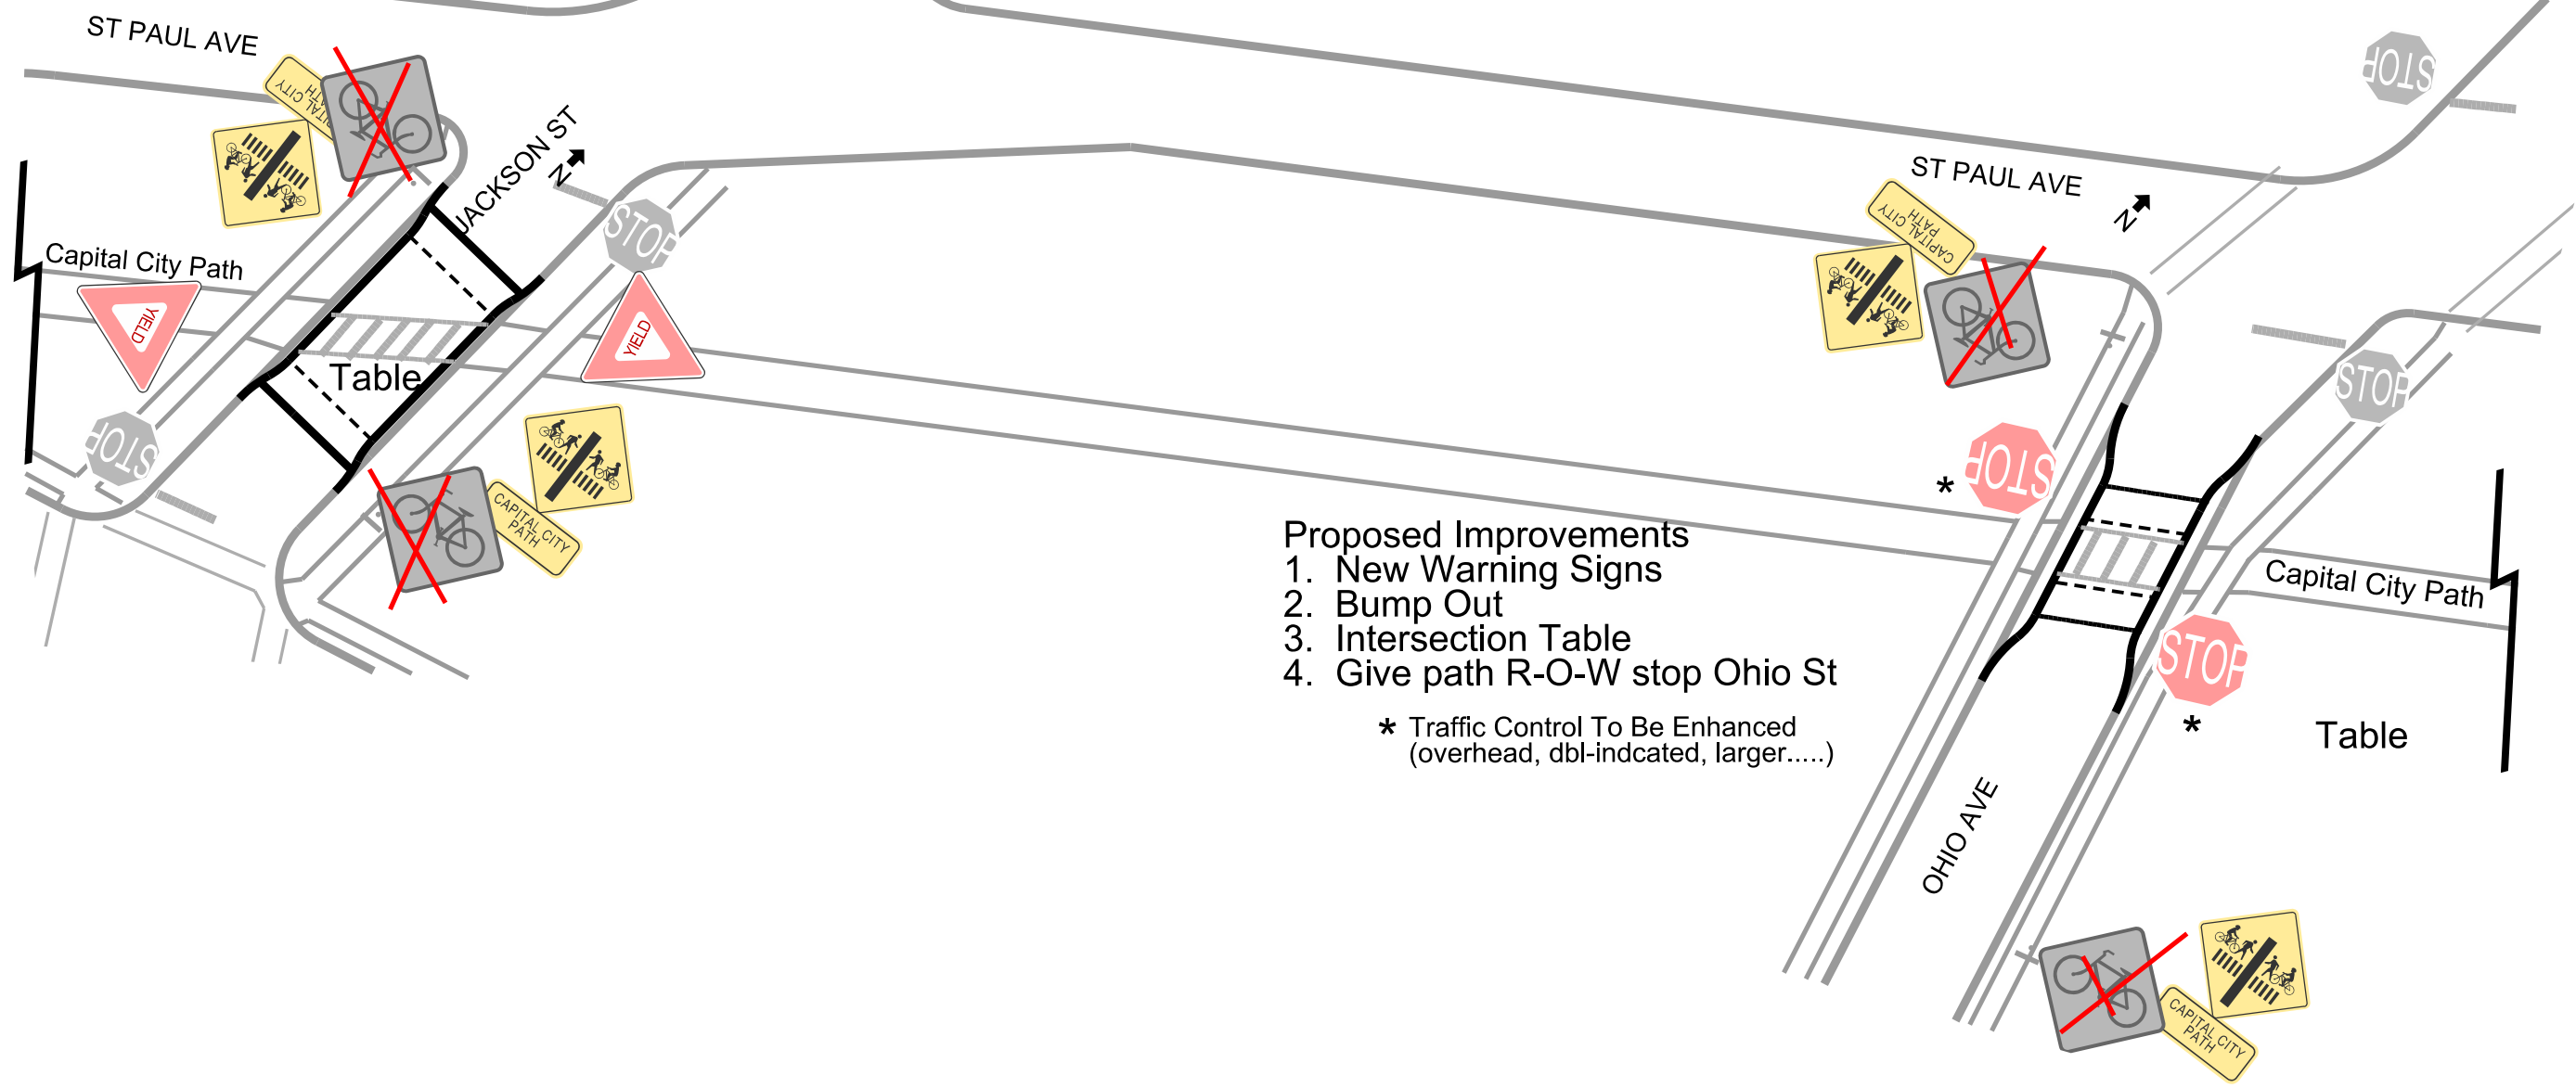 ST PAUL AVE
CAPITAL CITY
PATH
JACKSON ST
N
STOP
Capital City Path
YIELD
YIELD
Table
STOP
CAPITAL CITY
PATH
STOP
ST PAUL AVE
N
CAPITAL CITY
PATH
STOP
STOP
*
Proposed Improvements
1. New Warning Signs
2. Bump Out
3. Intersection Table
4. Give path R-O-W stop Ohio St
* Traffic Control To Be Enhanced
(overhead, dbl-indcated, larger.....)
Capital City Path
STOP
*
Table
OHIO AVE
CAPITAL CITY
PATH